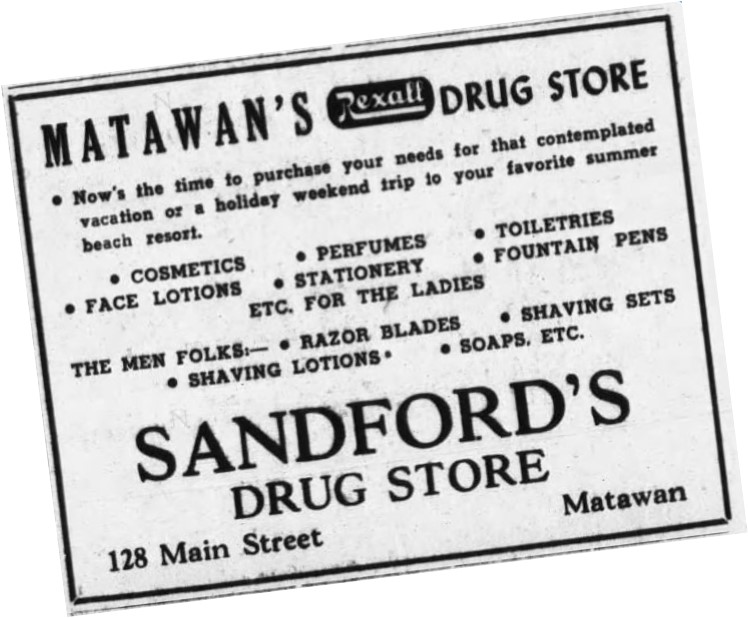 MATAWAN'S Rexall DRUG STORE
• Now's the time to purchase your needs for that contemplated
vacation or a holiday weekend trip to your favorite summer
beach resort.
• COSMETICS • PERFUMES • TOILETRIES
• FACE LOTIONS • STATIONERY • FOUNTAIN PENS
ETC. FOR THE LADIES
THE MEN FOLKS:— • RAZOR BLADES • SHAVING SETS
• SHAVING LOTIONS• • SOAPS, ETC.
SANDFORD'S
DRUG STORE
128 Main Street Matawan